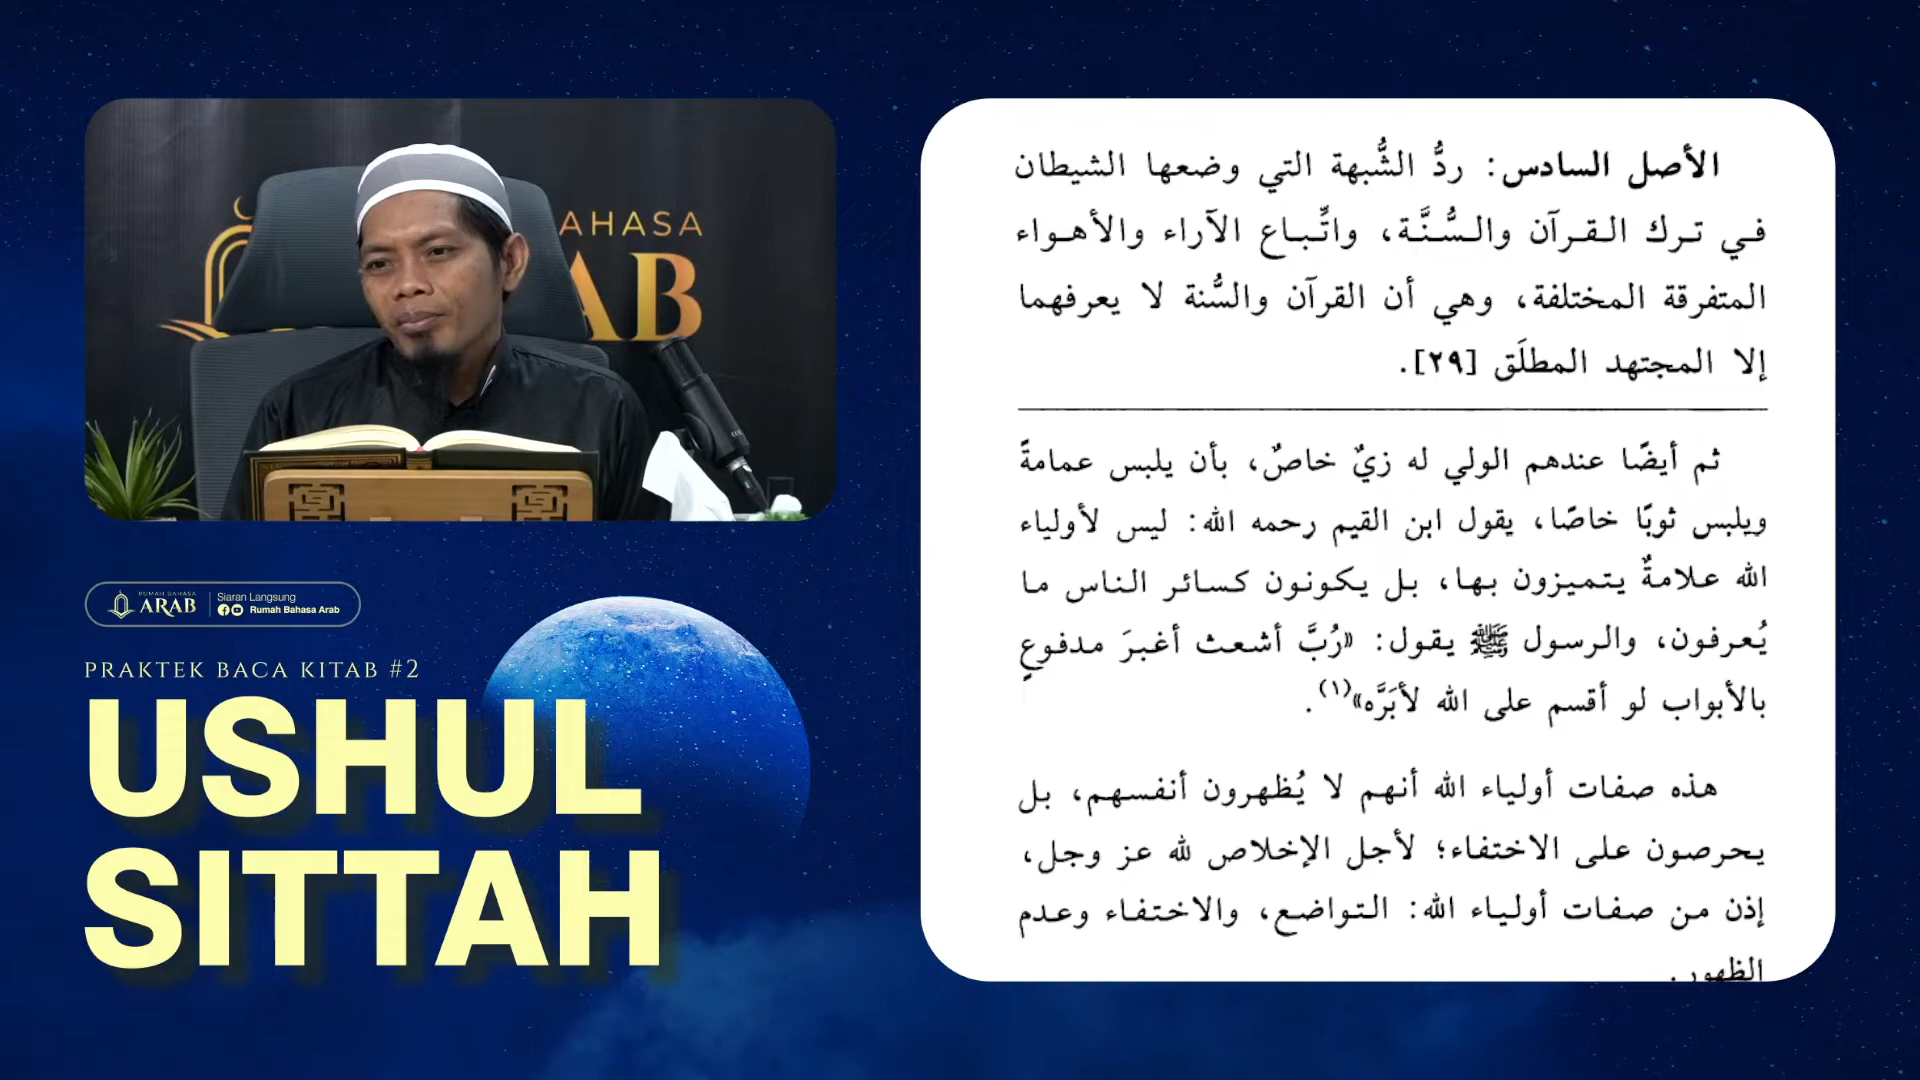 AHASA
AB
RUMAH BAHASA
ARAB
Siaran Langsung
Rumah Bahasa Arab
PRAKTEK BACA KITAB #2
USHUL
SITTAH
الأصل السادس: ردُّ الشُّبهة التي وضعها الشيطان
في ترك القرآن والسُّنَّة، واتِّباع الآراء والأهواء
المتفرقة المختلفة، وهي أن القرآن والسُّنة لا يعرفهما
إلا المجتهد المطلَق [٢٩].
ثم أيضًا عندهم الولي له زيٌ خاصٌ، بأن يلبس عمامةً
ويلبس ثوبًا خاصًا، يقول ابن القيم رحمه الله: ليس لأولياء
الله علامةٌ يتميزون بها، بل يكونون كسائر الناس ما
يُعرفون، والرسول ﷺ يقول: «رُبَّ أشعث أغبرَ مدفوعٍ
بالأبواب لو أقسم على الله لأبَرَّه»(١).
هذه صفات أولياء الله أنهم لا يُظهرون أنفسهم، بل
يحرصون على الاختفاء؛ لأجل الإخلاص لله عز وجل،
إذن من صفات أولياء الله: التواضع، والاختفاء وعدم
الظهور.